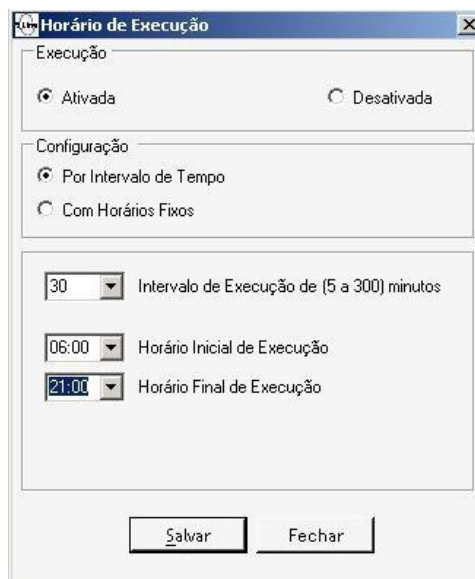 Horário de Execução
Execução
Ativada Desativada
Configuração
Por Intervalo de Tempo
Com Horários Fixos
30 Intervalo de Execução de (5 a 300) minutos
06:00 Horário Inicial de Execução
21:00 Horário Final de Execução
Salvar Fechar